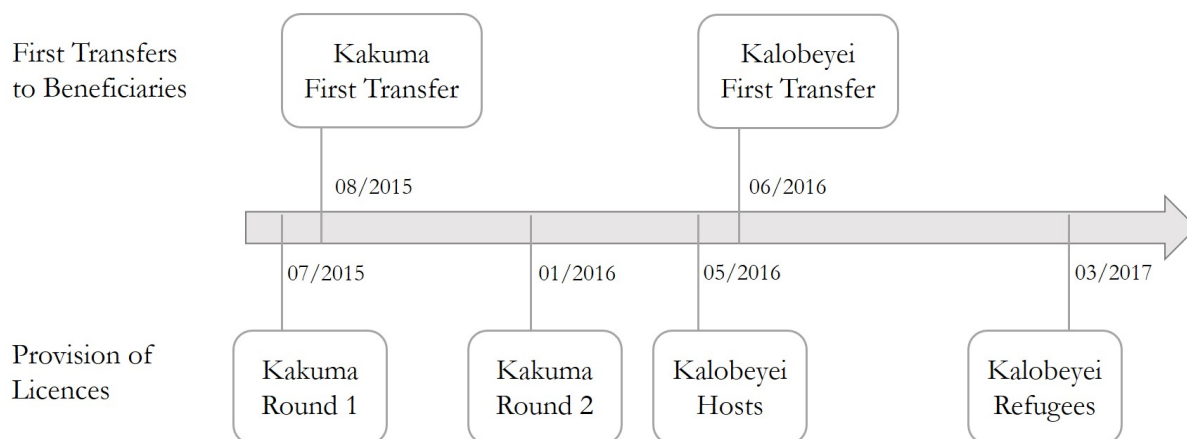 First Transfers
to Beneficiaries
Kakuma
First Transfer
Kalobeyei
First Transfer
08/2015
06/2016
07/2015
01/2016
05/2016
03/2017
Provision of
Licences
Kakuma
Round 1
Kakuma
Round 2
Kalobeyei
Hosts
Kalobeyei
Refugees